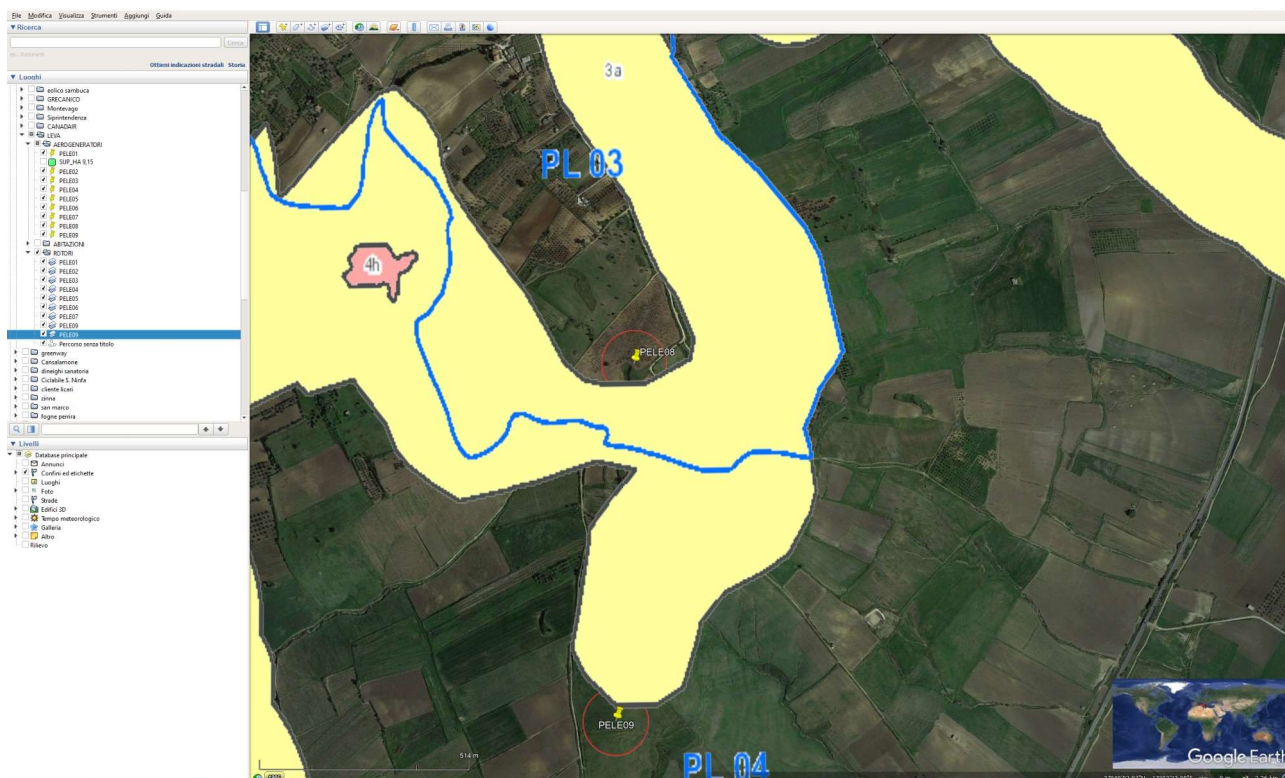 File Modifica Visualizza Strumenti Aggiungi Guida
Ricerca
Cerca
Ottieni indicazioni stradali Storia
Luoghi
eolico sambuca
GRECANICO
Montevago
Siprintendenza
CANADAIR
LEVA
AEROGENERATORI
PELE01
SUP_HA 9,15
PELE02
PELE03
PELE04
PELE05
PELE06
PELE07
PELE08
PELE09
ABITAZIONI
ROTORI
PELE01
PELE02
PELE03
PELE04
PELE05
PELE06
PELE07
PELE09
PELE09
Percorso senza titolo
greenway
Cansalamone
dineighi sanatoria
Ciclabile S. Ninfa
cliente licari
zinna
san marco
fogne perrira
Livelli
Database principale
Annunci
Confini ed etichette
Luoghi
Foto
Strade
Edifici 3D
Tempo meteorologico
Galleria
Altro
Rilievo
3a
PL 03
4h
PELE08
PELE09
514 m
PL 04
Google Earth